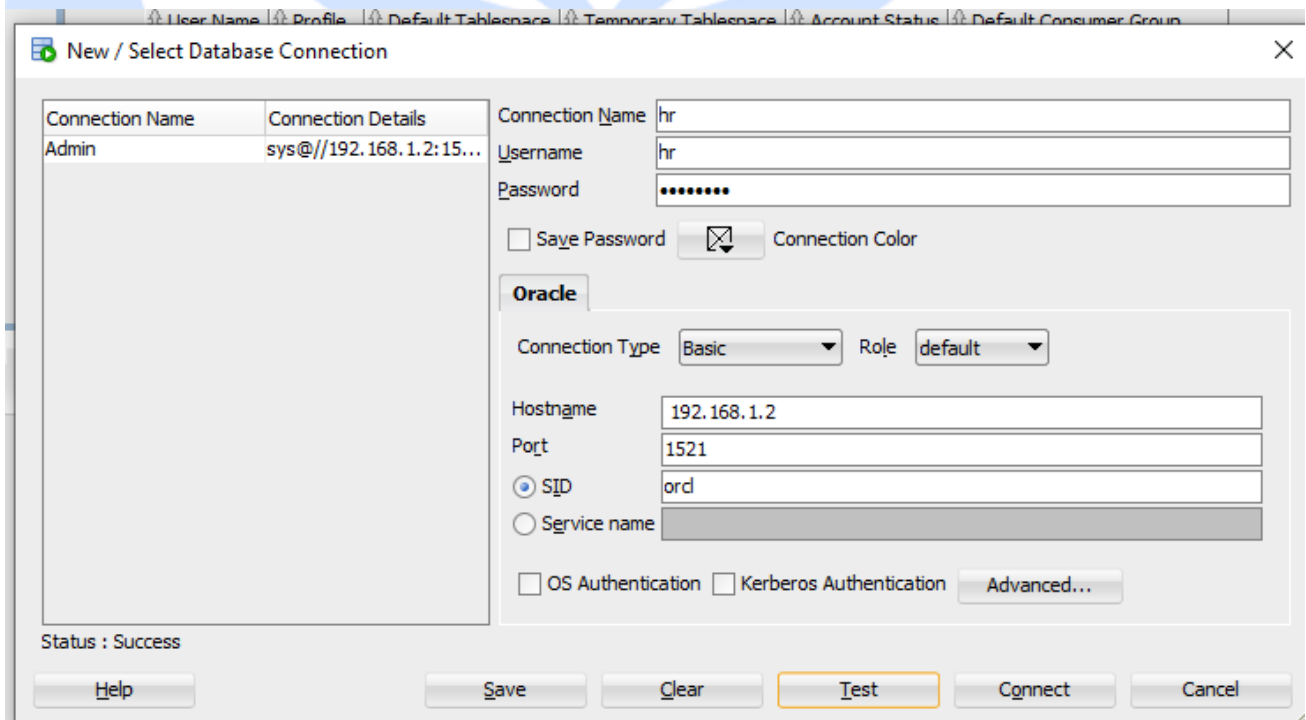 User Name Profile Default Tablespace Temporary Tablespace Account Status Default Consumer Group
New / Select Database Connection
Connection Name Connection Details
Admin sys@//192.168.1.2:15...
Connection Name hr
Username hr
Password ••••••••
Save Password Connection Color
Oracle
Connection Type Basic Role default
Hostname 192.168.1.2
Port 1521
SID orcl
Service name
OS Authentication Kerberos Authentication Advanced...
Status : Success
Help Save Clear Test Connect Cancel